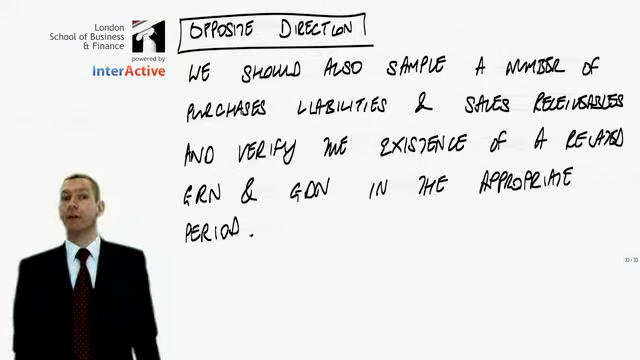 London
School of Business
& Finance
powered by
InterActive
OPPOSITE DIRECTION
WE SHOULD ALSO SAMPLE A NUMBER OF
PURCHASES LIABILITIES & SALES RECEIVABLES
AND VERIFY THE EXISTENCE OF A RELATED
GRN & GDN IN THE APPROPRIATE
PERIOD.
33 / 33